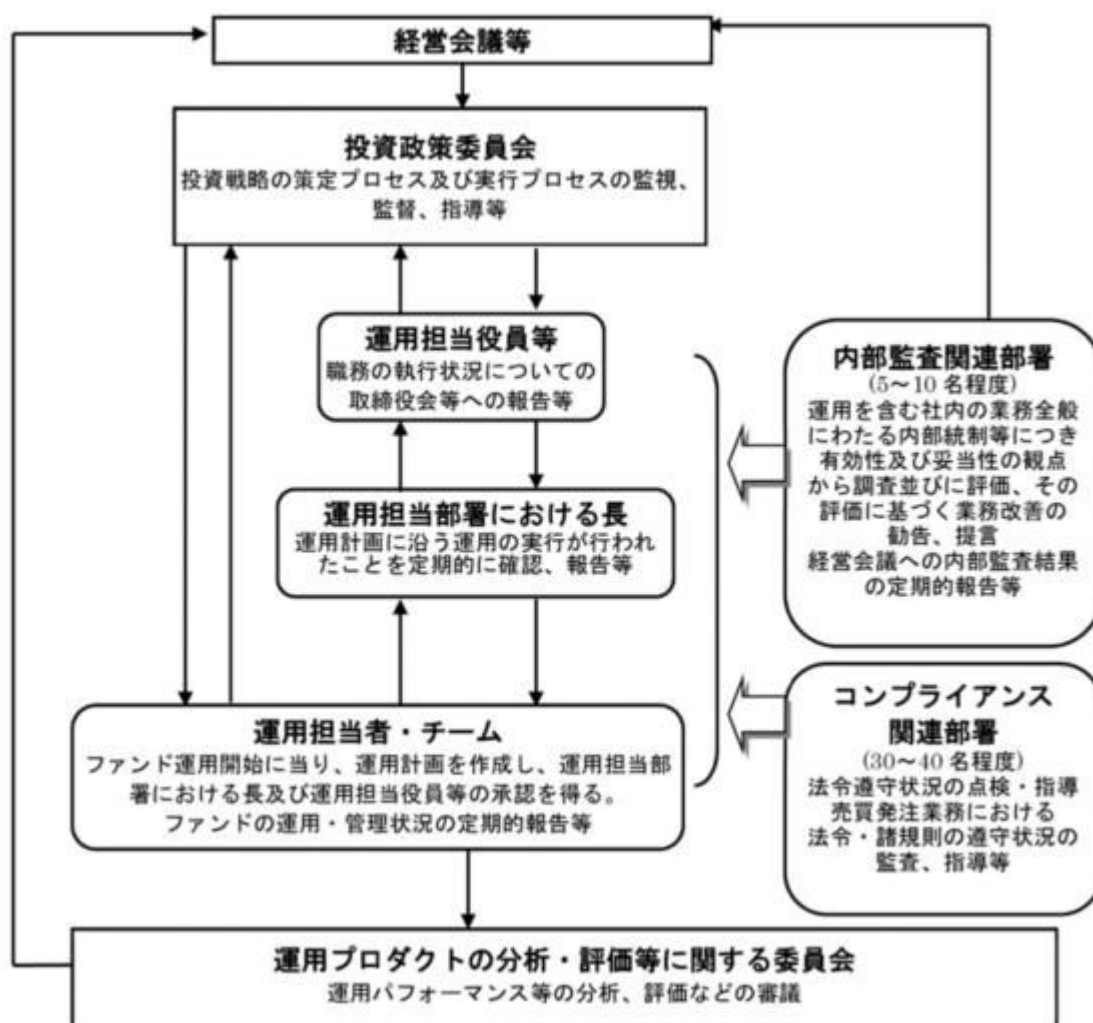 経営会議等
投資政策委員会
投資戦略の策定プロセス及び実行プロセスの監視、
監督、指導等
運用担当役員等
職務の執行状況についての
取締役会等への報告等
運用担当部署における長
運用計画に沿う運用の実行が行われ
たことを定期的に確認、報告等
運用担当者・チーム
ファンド運用開始に当り、運用計画を作成し、運用担当部
署における長及び運用担当役員等の承認を得る。
ファンドの運用・管理状況の定期的報告等
内部監査関連部署
(5～10 名程度)
運用を含む社内の業務全般
にわたる内部統制等につき
有効性及び妥当性の観点
から調査並びに評価、その
評価に基づく業務改善の
勧告、提言
経営会議への内部監査結果
の定期的報告等
コンプライアンス
関連部署
(30～40 名程度)
法令遵守状況の点検・指導
売買発注業務における
法令・諸規則の遵守状況の
監査、指導等
運用プロダクトの分析・評価等に関する委員会
運用パフォーマンス等の分析、評価などの審議